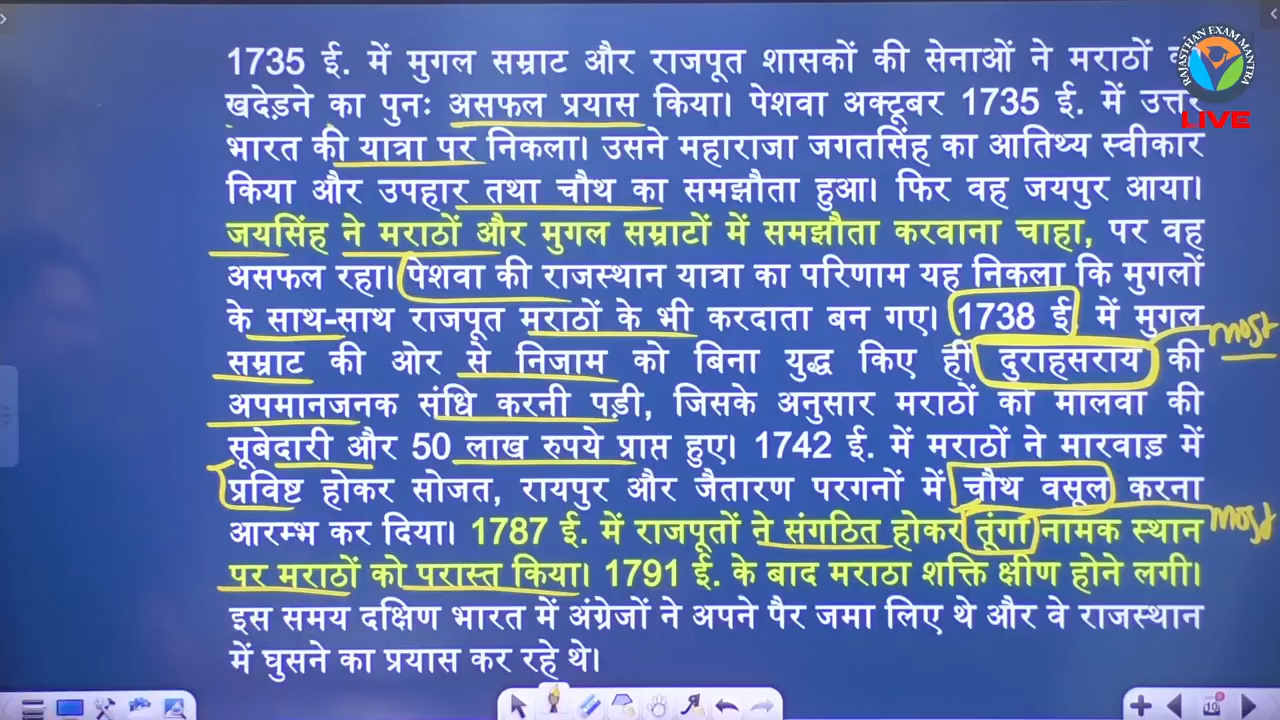 1735 ई. में मुगल सम्राट और राजपूत शासकों की सेनाओं ने मराठों
खदेड़ने का पुनः असफल प्रयास किया। पेशवा अक्टूबर 1735 ई. में उत्तर
भारत की यात्रा पर निकला। उसने महाराजा जगतसिंह का आतिथ्य स्वीकार
किया और उपहार तथा चौथ का समझौता हुआ। फिर वह जयपुर आया।
जयसिंह ने मराठों और मुगल सम्राटों में समझौता करवाना चाहा, पर वह
असफल रहा। पेशवा की राजस्थान यात्रा का परिणाम यह निकला कि मुगलों
के साथ-साथ राजपूत मराठों के भी करदाता बन गए। 1738 ई में मुगल
most
सम्राट की ओर से निजाम को बिना युद्ध किए ही दुराहसराय की
अपमानजनक संधि करनी पड़ी, जिसके अनुसार मराठों को मालवा की
सूबेदारी और 50 लाख रुपये प्राप्त हुए। 1742 ई. में मराठों ने मारवाड़ में
प्रविष्ट होकर सोजत, रायपुर और जैतारण परगनों में चौथ वसूल करना
आरम्भ कर दिया। 1787 ई. में राजपूतों ने संगठित होकर तूंगा नामक स्थान
most
पर मराठों को परास्त किया। 1791 ई. के बाद मराठा शक्ति क्षीण होने लगी।
इस समय दक्षिण भारत में अंग्रेजों ने अपने पैर जमा लिए थे और वे राजस्थान
में घुसने का प्रयास कर रहे थे।
RAJASTHAN EXAM MANTRA
LIVE
10